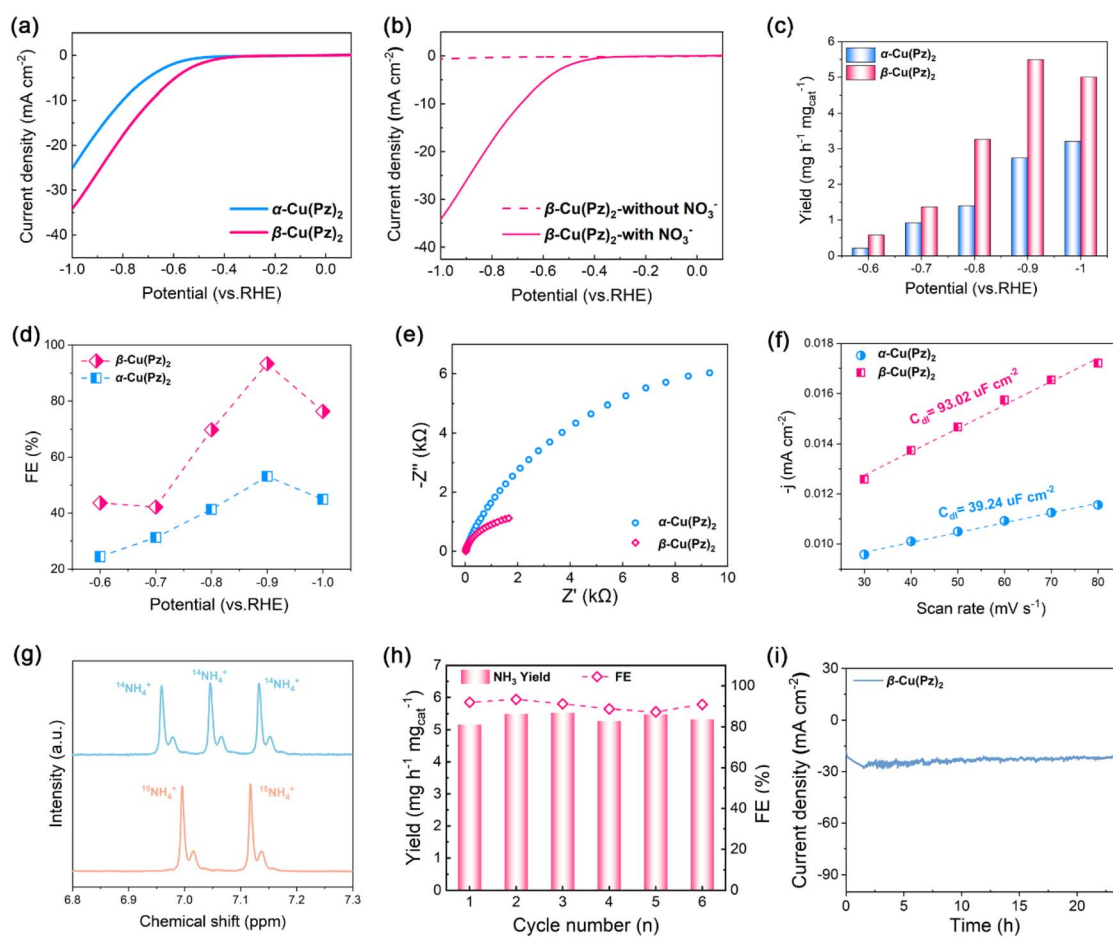 (a)
0
-10
-20
-30
-40
-1.0 -0.8 -0.6 -0.4 -0.2 0.0
Current density (mA cm⁻²)
Potential (vs.RHE)
α-Cu(Pz)₂
β-Cu(Pz)₂
(b)
0
-10
-20
-30
-40
-1.0 -0.8 -0.6 -0.4 -0.2 0.0
Current density (mA cm⁻²)
Potential (vs.RHE)
β-Cu(Pz)₂-without NO₃⁻
β-Cu(Pz)₂-with NO₃⁻
(c)
α-Cu(Pz)₂
β-Cu(Pz)₂
6
5
4
3
2
1
0
-0.6 -0.7 -0.8 -0.9 -1
Yield (mg h⁻¹ mg_cat⁻¹)
Potential (vs.RHE)
(d)
β-Cu(Pz)₂
α-Cu(Pz)₂
100
80
60
40
20
-0.6 -0.7 -0.8 -0.9 -1.0
FE (%)
Potential (vs.RHE)
(e)
6
4
2
0
0 2 4 6 8 10
-Z'' (kΩ)
Z' (kΩ)
α-Cu(Pz)₂
β-Cu(Pz)₂
(f)
α-Cu(Pz)₂
β-Cu(Pz)₂
C_dl= 93.02 uF cm⁻²
C_dl= 39.24 uF cm⁻²
0.018
0.016
0.014
0.012
0.010
30 40 50 60 70 80
-j (mA cm⁻²)
Scan rate (mV s⁻¹)
(g)
¹⁴NH₄⁺ ¹⁴NH₄⁺ ¹⁴NH₄⁺
¹⁵NH₄⁺ ¹⁵NH₄⁺
6.8 6.9 7.0 7.1 7.2 7.3
Intensity (a.u.)
Chemical shift (ppm)
(h)
NH₃ Yield FE
7
6
5
4
3
2
1
0
100
80
60
40
20
0
1 2 3 4 5 6
Yield (mg h⁻¹ mg_cat⁻¹)
FE (%)
Cycle number (n)
(i)
β-Cu(Pz)₂
30
0
-30
-60
-90
0 5 10 15 20
Current density (mA cm⁻²)
Time (h)